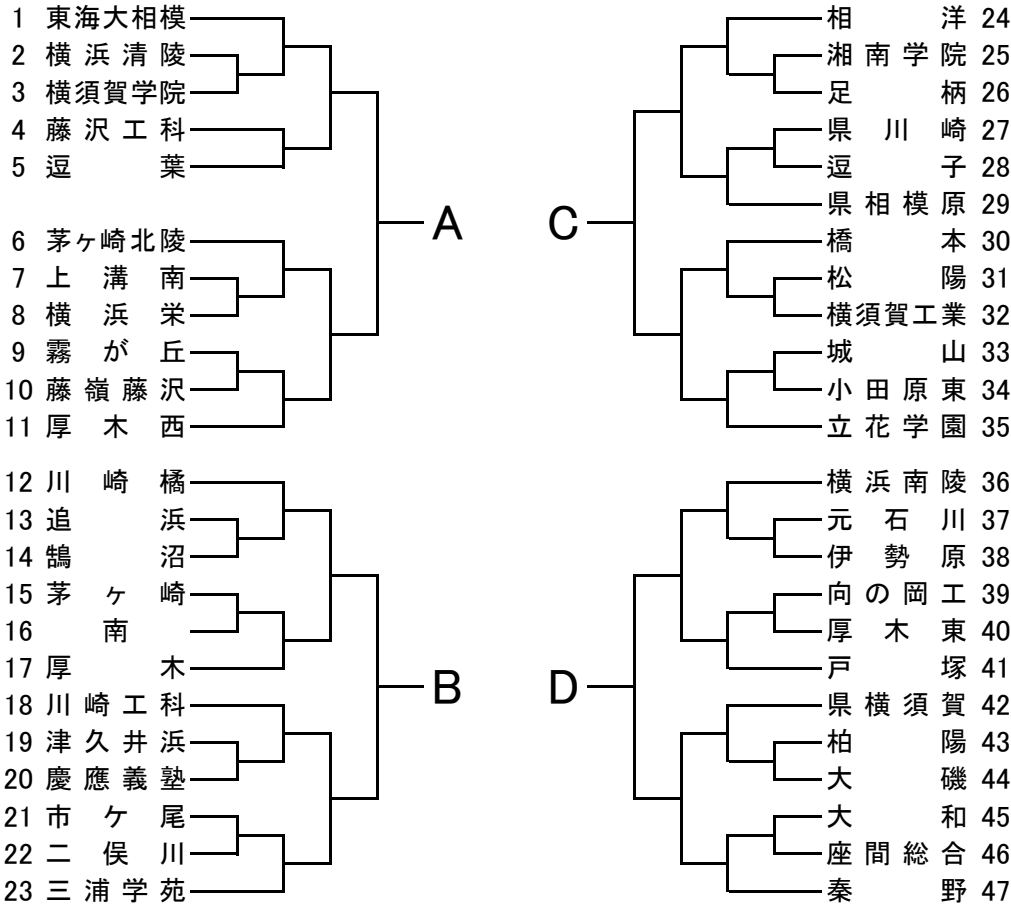 1 東海大相模
2 横浜清陵
3 横須賀学院
4 藤沢工科
5 逗葉
A
6 茅ヶ崎北陵
7 上溝南
8 横浜栄
9 霧が丘
10 藤嶺藤沢
11 厚木西
12 川崎橘
13 追浜
14 鵠沼
15 茅ヶ崎
16 南
17 厚木
B
18 川崎工科
19 津久井浜
20 慶應義塾
21 市ケ尾
22 二俣川
23 三浦学苑
相洋 24
湘南学院 25
足柄 26
県川崎 27
逗子 28
県相模原 29
C
橋本 30
松陽 31
横須賀工業 32
城山 33
小田原東 34
立花学園 35
横浜南陵 36
元石川 37
伊勢原 38
向の岡工 39
厚木東 40
戸塚 41
D
県横須賀 42
柏陽 43
大磯 44
大和 45
座間総合 46
秦野 47